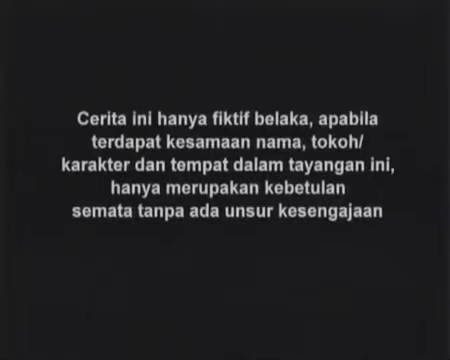 Cerita ini hanya fiktif belaka, apabila
terdapat kesamaan nama, tokoh/
karakter dan tempat dalam tayangan ini,
hanya merupakan kebetulan
semata tanpa ada unsur kesengajaan